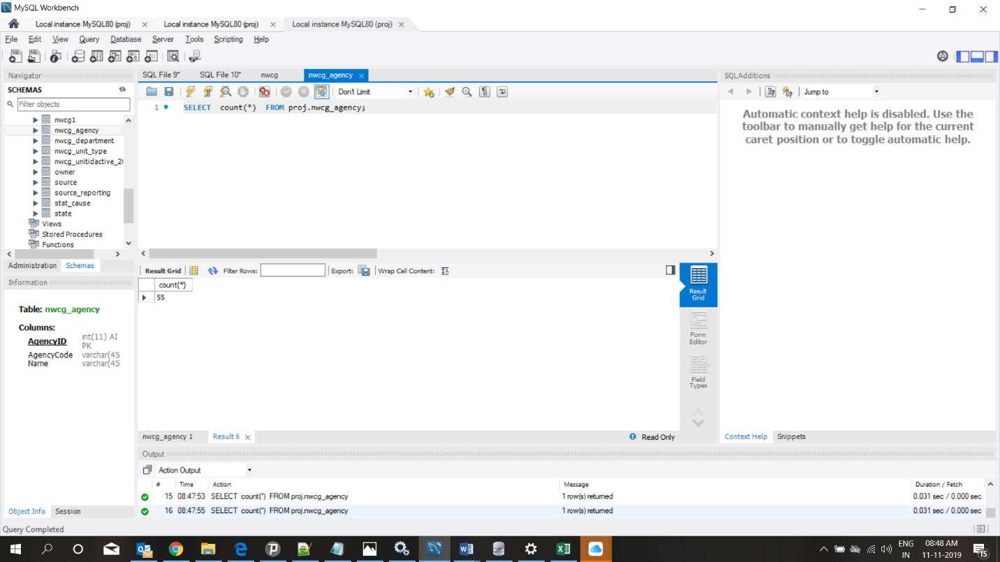 MySQL Workbench
Local instance MySQL80 (proj) Local instance MySQL80 (proj) Local instance MySQL80 (proj)
File Edit View Query Database Server Tools Scripting Help
Navigator
SCHEMAS
Filter objects
nwcg1
nwcg_agency
nwcg_department
nwcg_unit_type
nwcg_unitidactive_20
owner
source
source_reporting
stat_cause
state
Views
Stored Procedures
Functions
Administration Schemas
Information
Table: nwcg_agency
Columns:
AgencyID int(11) AI
PK
AgencyCode varchar(45
Name varchar(45
Object Info Session
SQL File 9* SQL File 10* nwcg nwcg_agency
Don't Limit
1 SELECT count(*) FROM proj.nwcg_agency;
Result Grid Filter Rows: Export: Wrap Cell Content:
count(*)
55
Result
Grid
Form
Editor
Field
Types
nwcg_agency 1 Result 6 Read Only
SQLAdditions
Jump to
Automatic context help is disabled. Use the
toolbar to manually get help for the current
caret position or to toggle automatic help.
Context Help Snippets
Output
Action Output
# Time Action Message Duration / Fetch
15 08:47:53 SELECT count(*) FROM proj.nwcg_agency 1 row(s) returned 0.031 sec / 0.000 sec
16 08:47:55 SELECT count(*) FROM proj.nwcg_agency 1 row(s) returned 0.031 sec / 0.000 sec
Query Completed
ENG 08:48 AM
IN 11-11-2019
15